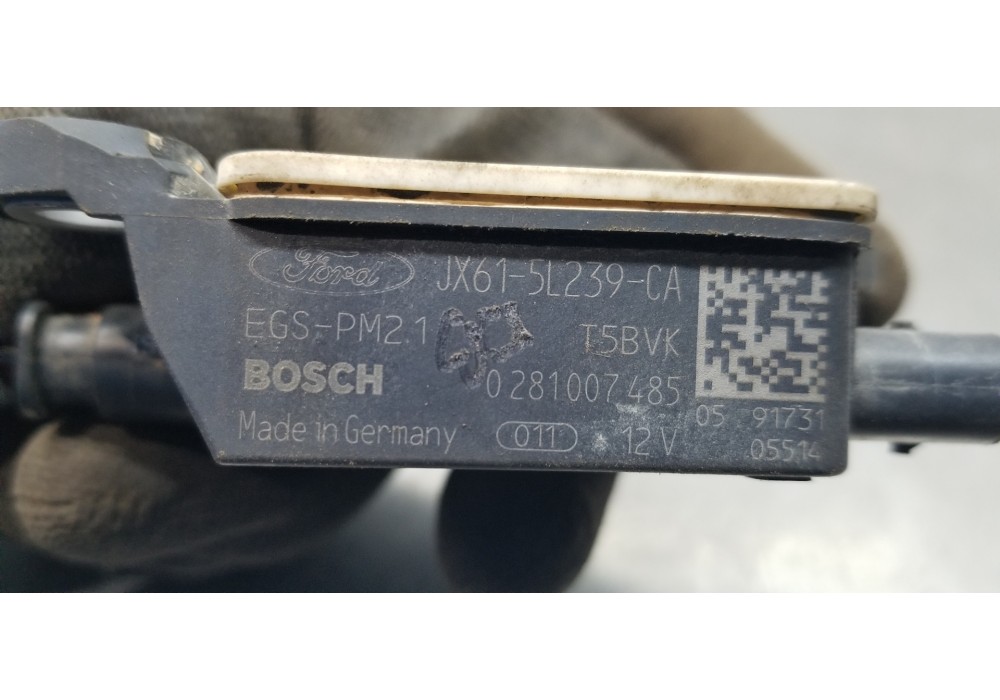 Ford JX61-5L239-CA
EGS-PM2.1 T5BVK
BOSCH 0 281 007 485
Made in Germany 011 12 V
05 91731
05514